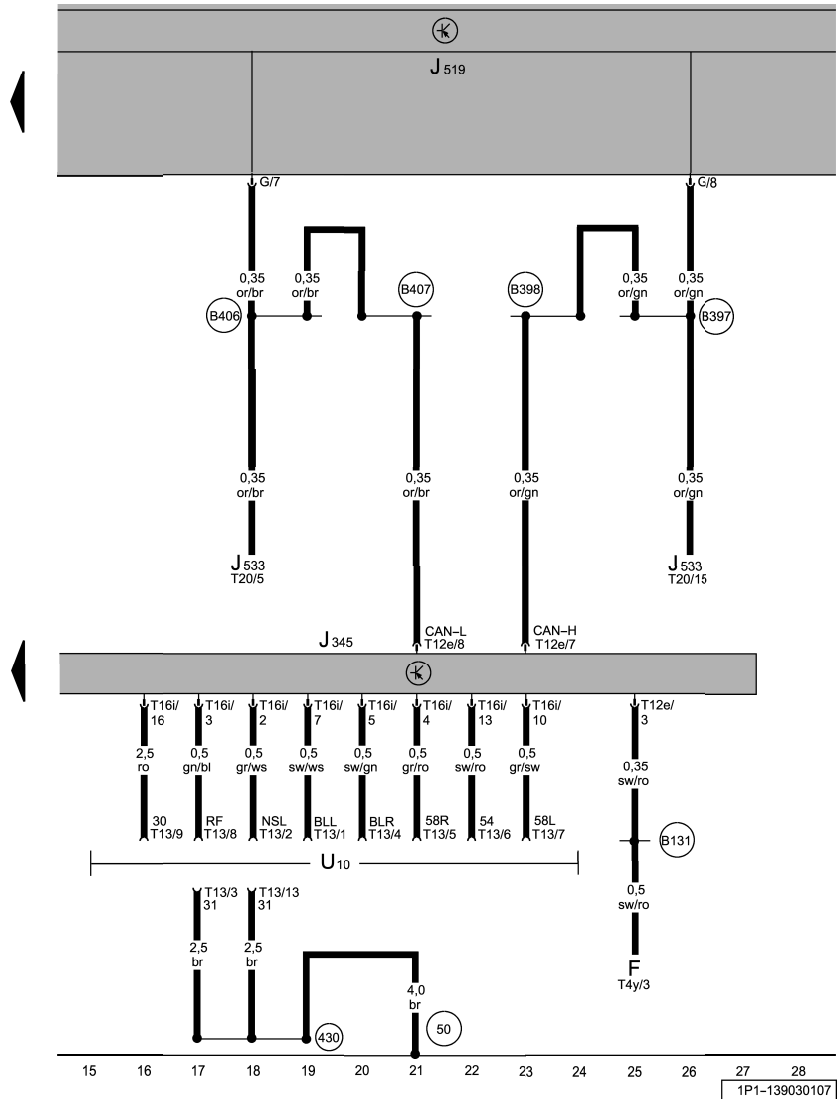 J 519
G/7 G/8
0,35 0,35 0,35 0,35
or/br or/br or/gn or/gn
B406 B407 B398 B397
0,35 0,35 0,35 0,35
or/br or/br or/gn or/gn
J 533 J 533
T20/5 T20/15
J 345 CAN–L CAN–H
T12e/8 T12e/7
T16i/ T16i/ T16i/ T16i/ T16i/ T16i/ T16i/ T16i/ T12e/
16 3 2 7 5 4 13 10 3
2,5 0,5 0,5 0,5 0,5 0,5 0,5 0,5 0,35
ro gn/bl gr/ws sw/ws sw/gn gr/ro sw/ro gr/sw sw/ro
30 RF NSL BLL BLR 58R 54 58L
T13/9 T13/8 T13/2 T13/1 T13/4 T13/5 T13/6 T13/7
B131
U 10
T13/3 T13/13 0,5
31 31 sw/ro
2,5 2,5
br br
F
T4y/3
4,0
br
430 50
15 16 17 18 19 20 21 22 23 24 25 26 27 28
1P1–139030107